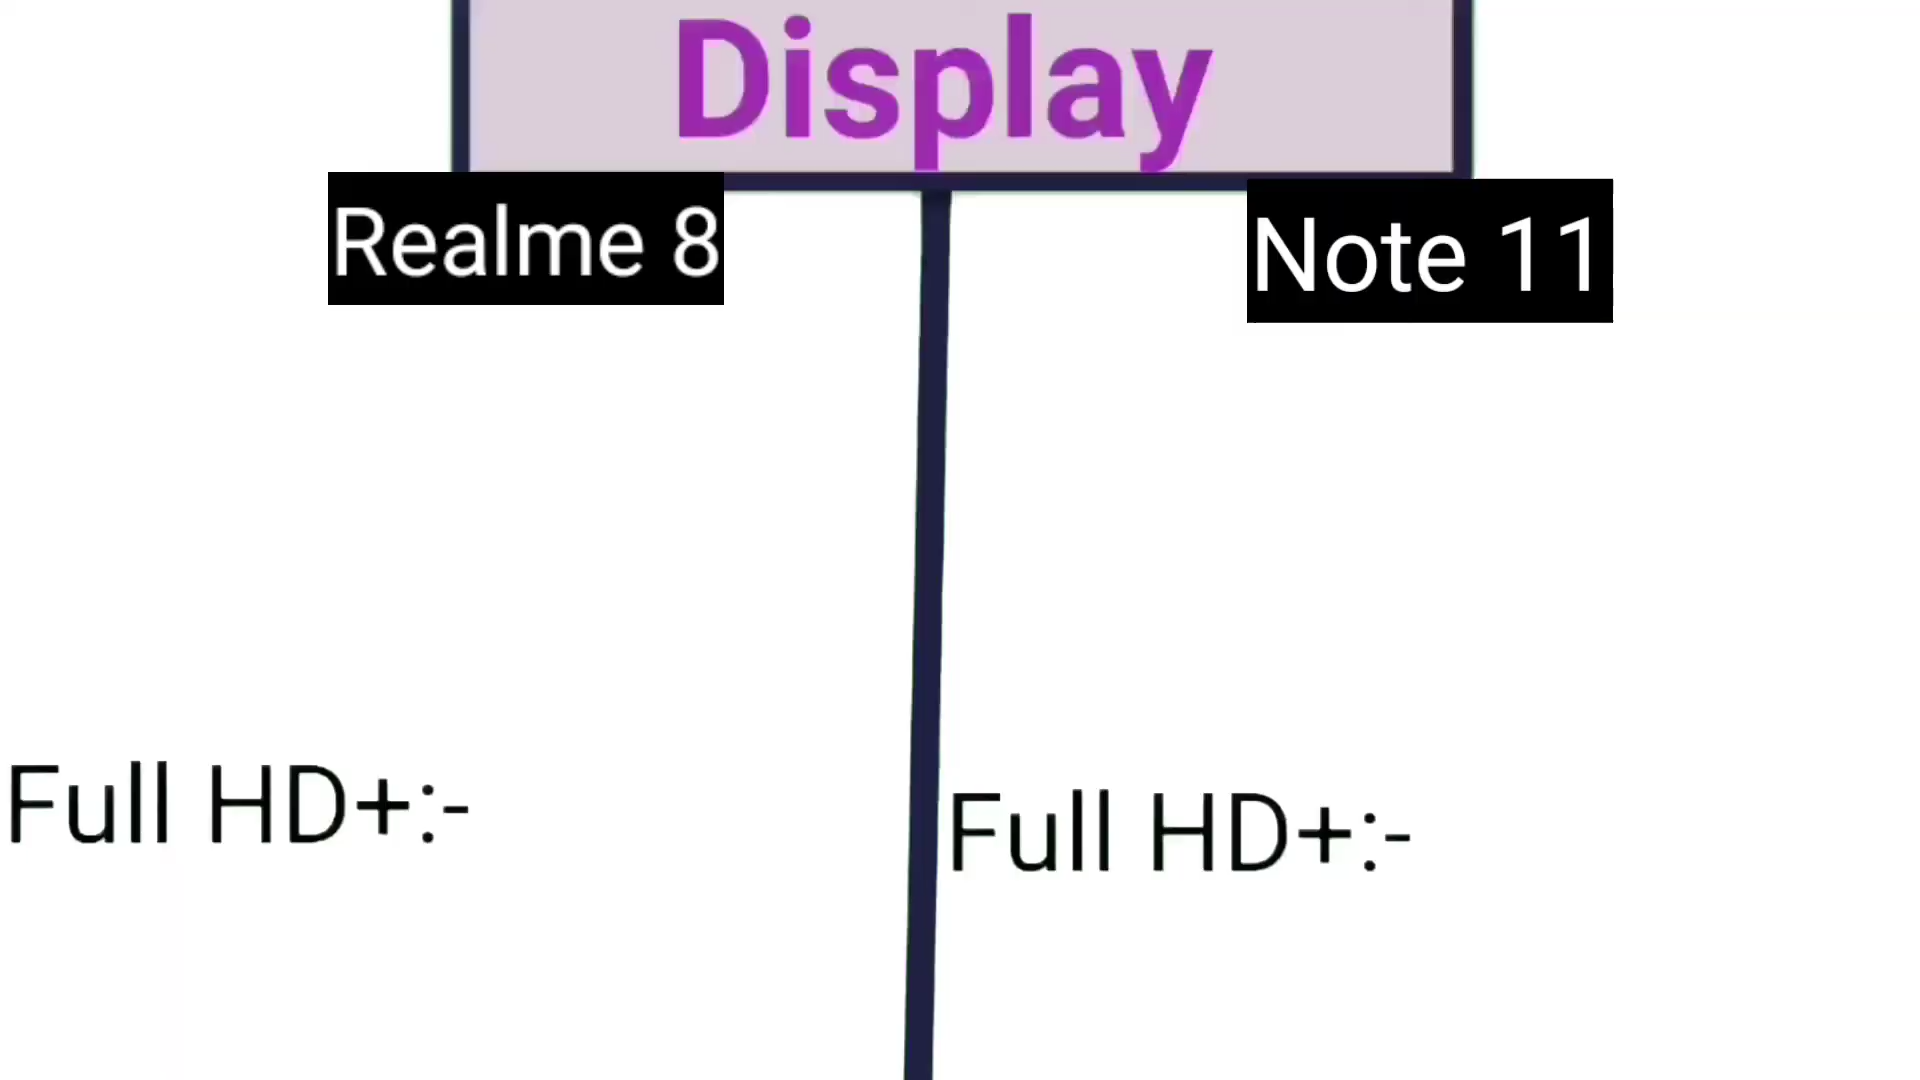 Display
Realme 8
Note 11
Full HD+:-
Full HD+:-